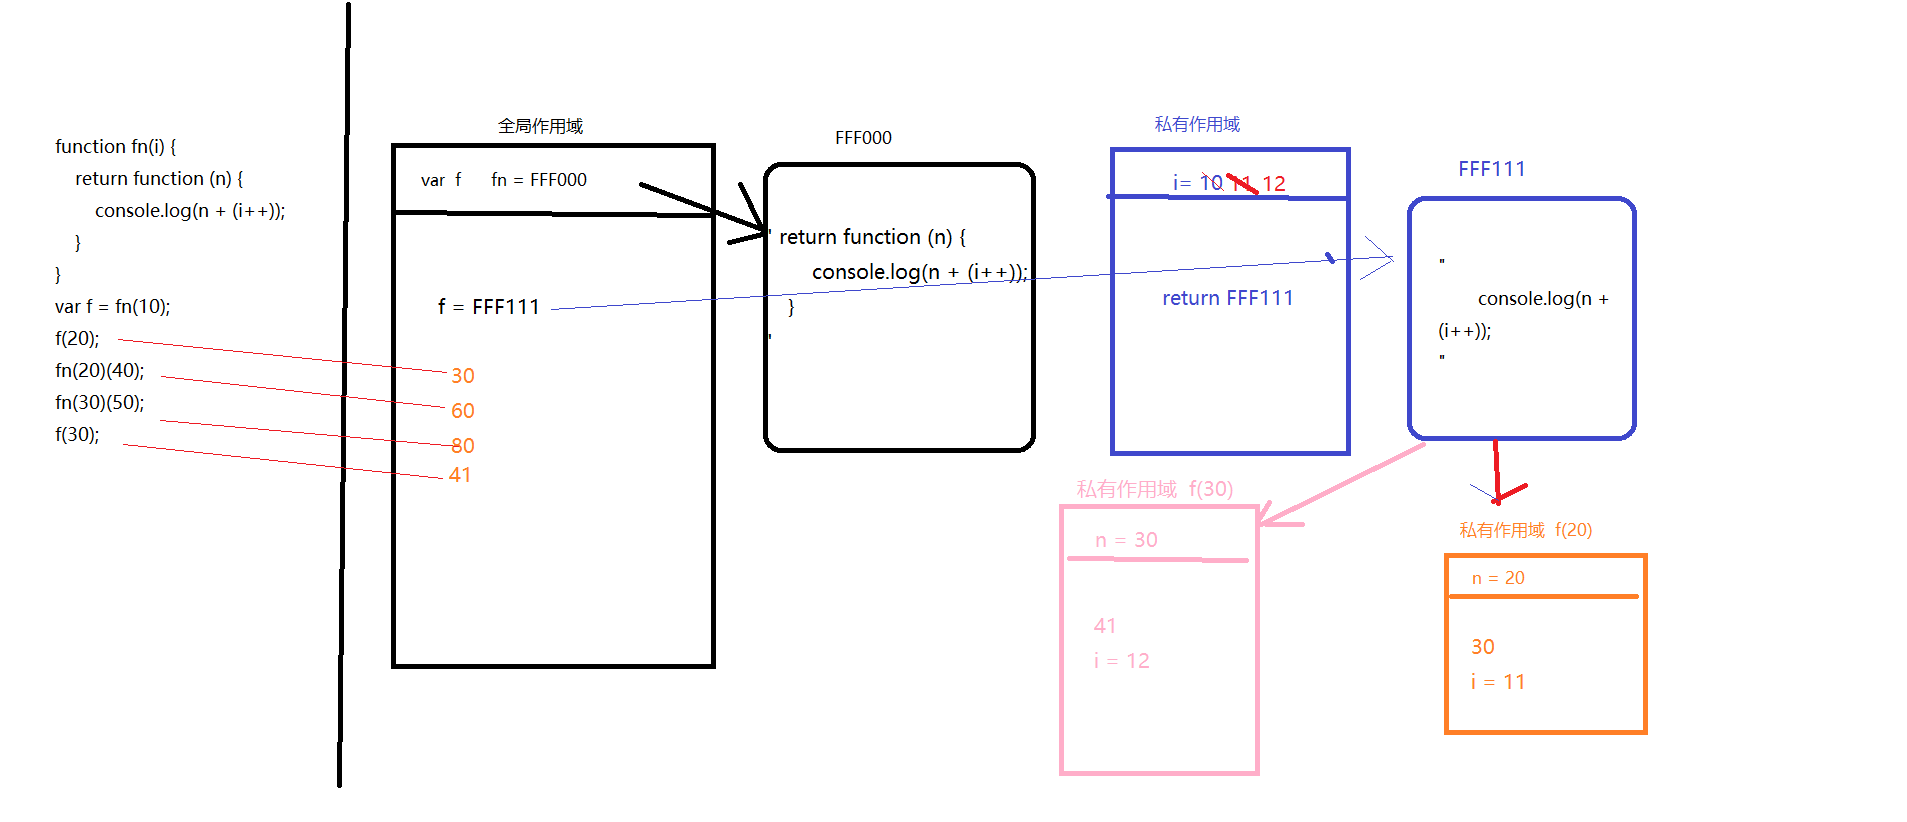 function fn(i) {
return function (n) {
console.log(n + (i++));
}
}
var f = fn(10);
f(20);
fn(20)(40);
fn(30)(50);
f(30);
全局作用域
var f fn = FFF000
f = FFF111
30
60
80
41
FFF000
' return function (n) {
console.log(n + (i++));
}
'
私有作用域
i= 10 11 12
return FFF111
FFF111
"
console.log(n +
(i++));
"
私有作用域 f(30)
n = 30
41
i = 12
私有作用域 f(20)
n = 20
30
i = 11